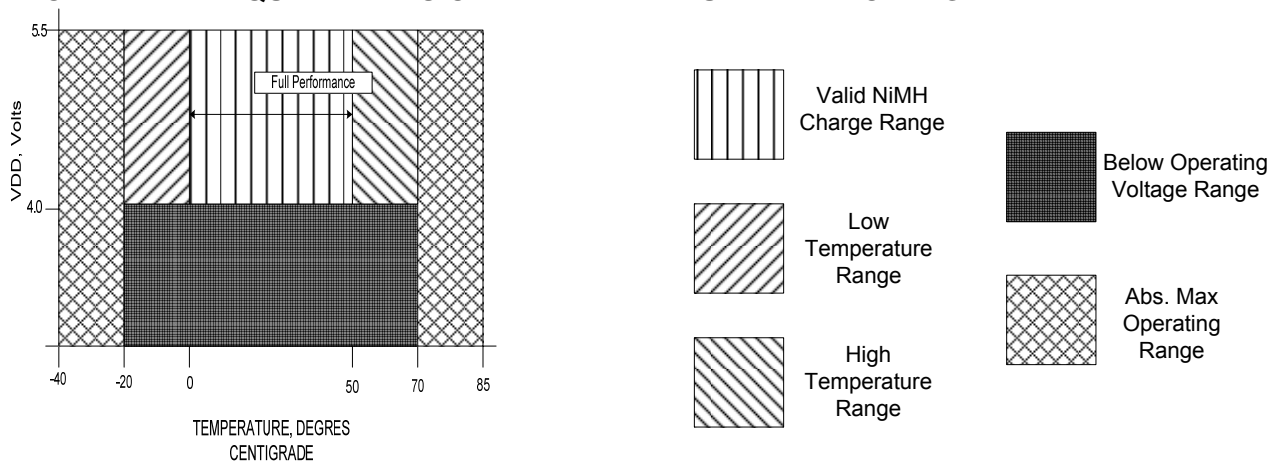 5.5
Full Performance
VDD, Volts
4.0
-40
-20
0
50
70
85
TEMPERATURE, DEGRES
CENTIGRADE
Valid NiMH
Charge Range
Low
Temperature
Range
High
Temperature
Range
Below Operating
Voltage Range
Abs. Max
Operating
Range